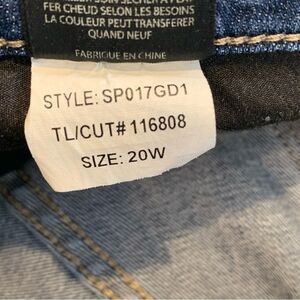 FER CHEUD SELON LES BESOINS
LA COULEUR PEUT TRANSFERER
QUAND NEUF
FABRIQUE EN CHINE
STYLE: SP017GD1
TL/CUT# 116808
SIZE: 20W